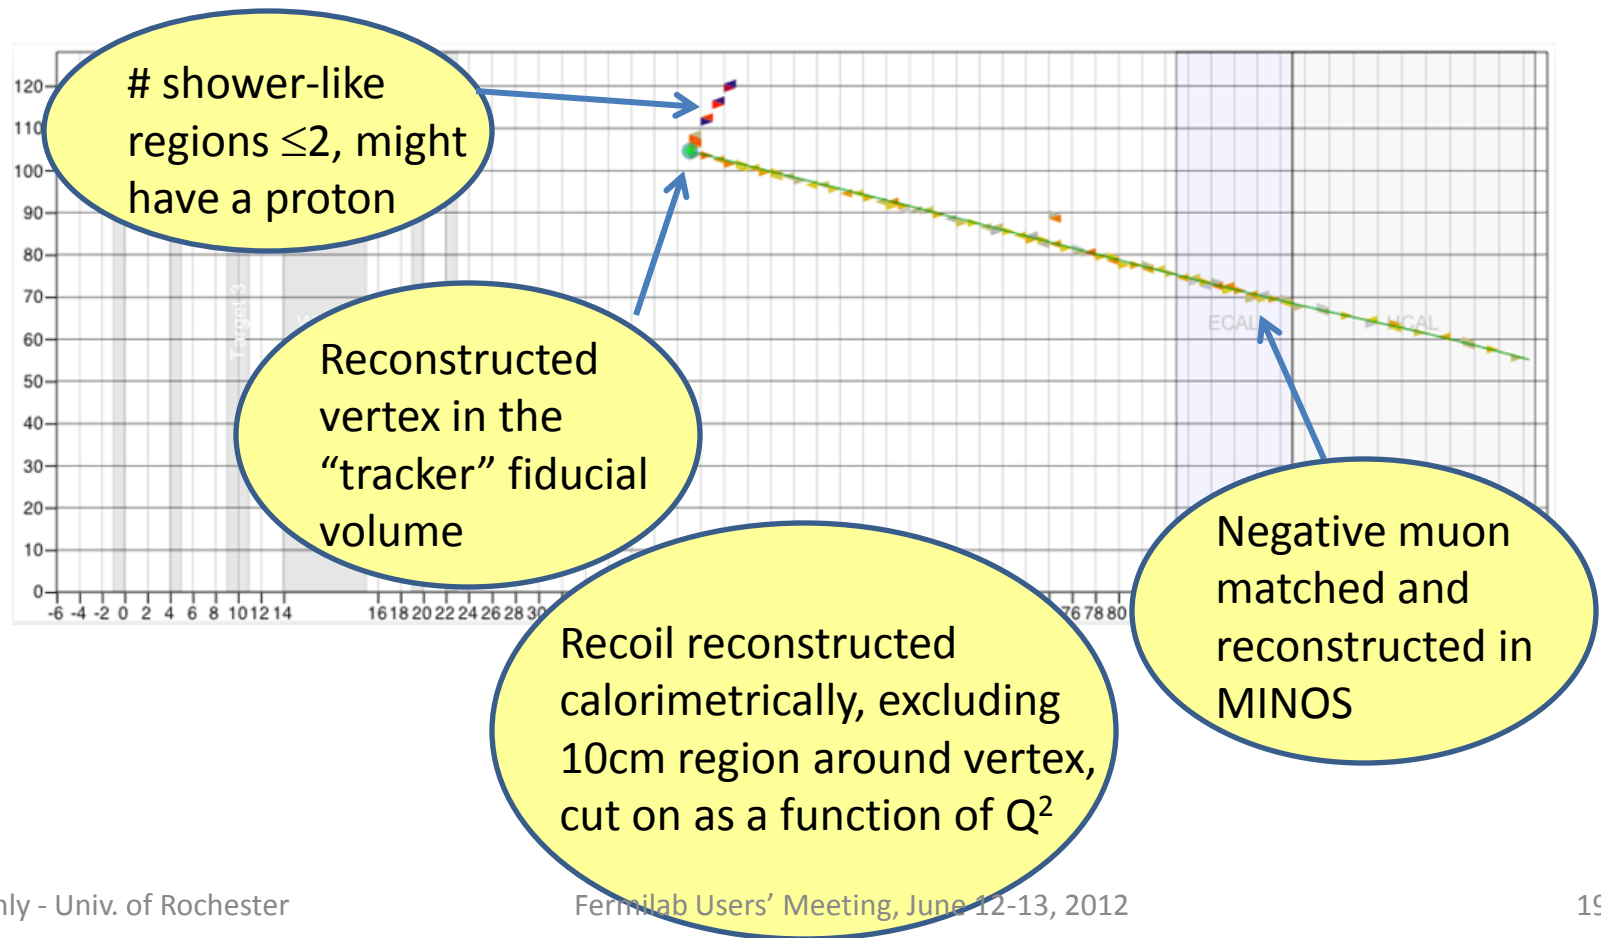 # shower-like
regions ≤2, might
have a proton
120
110
100
90
80
70
60
50
40
30
20
10
0
Target 3
ECAL
HCAL
Reconstructed
vertex in the
“tracker” fiducial
volume
Negative muon
matched and
reconstructed in
MINOS
-6 -4 -2 0 2 4 6 8 10 12 14 16 18 20 22 24 26 28 30 76 78 80
Recoil reconstructed
calorimetrically, excluding
10cm region around vertex,
cut on as a function of Q²
nly - Univ. of Rochester
Fermilab Users’ Meeting, June 12-13, 2012
19